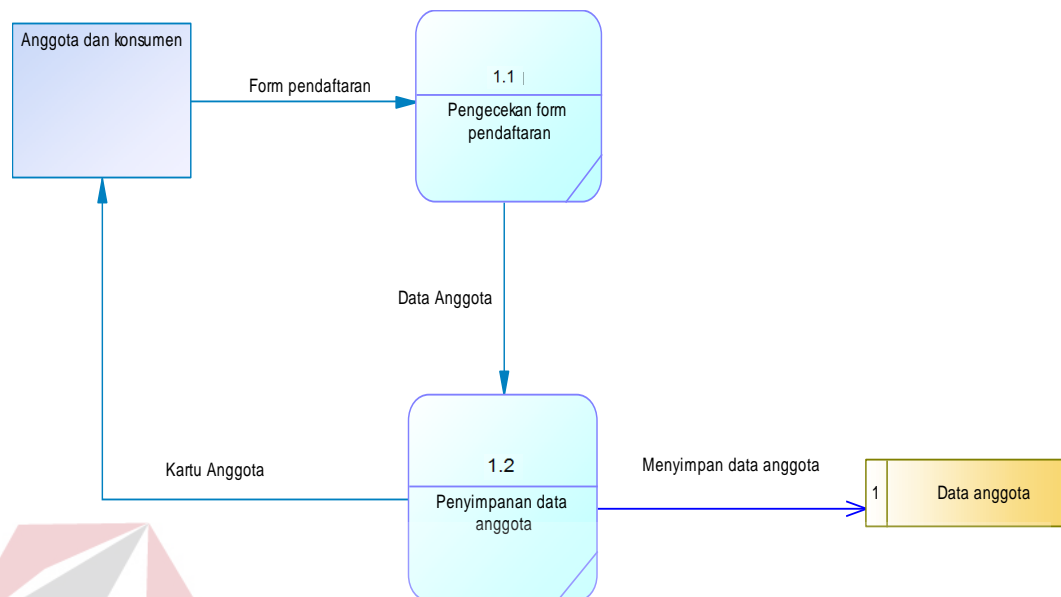 Anggota dan konsumen
Form pendaftaran
1.1
Pengecekan form
pendaftaran
Data Anggota
Kartu Anggota
1.2
Penyimpanan data
anggota
Menyimpan data anggota
1
Data anggota